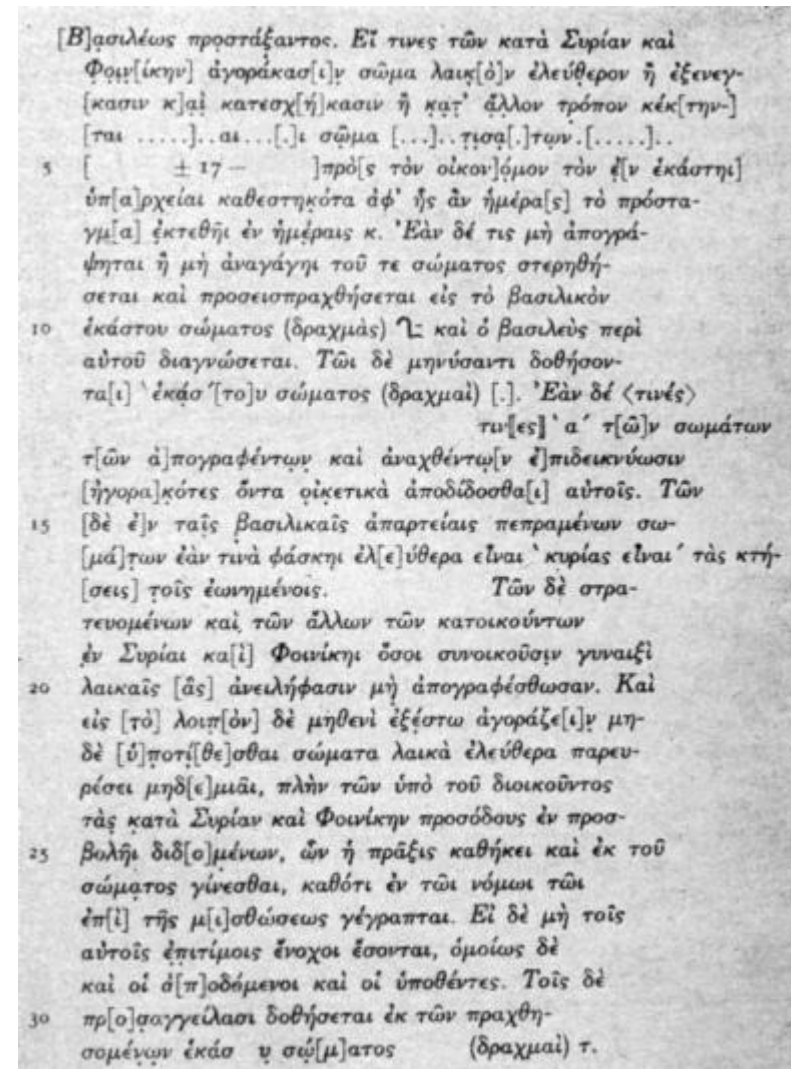 [Β]ασιλέως προστάξαντος. Εἴ τινες τῶν κατὰ Συρίαν καὶ
Φοιν[ίκην] ἀγοράκασ[ι]ν σῶμα λαικ[ὸ]ν ἐλεύθερον ἢ ἐξενεγ-
[κασιν κ]αὶ κατεσχ[ή]κασιν ἢ κατ' ἄλλον τρόπον κέκ[την-]
[ται .....]..αι...[.]ι σῶμα [...]..τισα[.]των.[.....]..
5 [ ± 17 — ]πρὸ[ς τὸν οἰκον]όμον τὸν ἐ[ν ἑκάστηι]
ὑπ[α]ρχείαι καθεστηκότα ἀφ' ἧς ἂν ἡμέρα[ς] τὸ πρόστα-
γμ[α] ἐκτεθῆι ἐν ἡμέραις κ. Ἐὰν δέ τις μὴ ἀπογρά-
ψηται ἢ μὴ ἀναγάγηι τοῦ τε σώματος στερηθή-
σεται καὶ προσεισπραχθήσεται εἰς τὸ βασιλικὸν
10 ἑκάστου σώματος (δραχμὰς) καὶ ὁ βασιλεὺς περὶ
αὐτοῦ διαγνώσεται. Τῶι δὲ μηνύσαντι δοθήσον-
τα[ι] ‵ἑκάσ′[το]υ σώματος (δραχμαὶ) [.]. Ἐὰν δέ ⟨τινές⟩
τιν⟦ες⟧ ‵α′ τ[ῶ]ν σωμάτων
τ[ῶν ἀ]πογραφέντων καὶ ἀναχθέντω[ν ἐ]πιδεικνύωσιν
[ἠγορα]κότες ὄντα οἰκετικὰ ἀποδίδοσθα[ι] αὐτοῖς. Τῶν
15 [δὲ ἐ]ν ταῖς βασιλικαῖς ἀπαρτείαις πεπραμένων σω-
[μά]των ἐάν τινὰ φάσκηι ἐλ[ε]ύθερα εἶναι ‵κυρίας εἶναι′ τὰς κτή-
[σεις] τοῖς ἐωνημένοις. Τῶν δὲ στρα-
τευομένων καὶ τῶν ἄλλων τῶν κατοικούντων
ἐν Συρίαι κα[ὶ] Φοινίκηι ὅσοι συνοικοῦσιν γυναιξὶ
20 λαικαῖς [ἃς] ἀνειλήφασιν μὴ ἀπογραφέσθωσαν. Καὶ
εἰς [τὸ] λοιπ[ὸν] δὲ μηθενὶ ἐξέστω ἀγοράζε[ι]ν μη-
δὲ [ὑ]ποτί[θε]σθαι σώματα λαικὰ ἐλεύθερα παρευ-
ρέσει μηδ[ε]μιᾶι, πλὴν τῶν ὑπὸ τοῦ διοικοῦντος
τὰς κατὰ Συρίαν καὶ Φοινίκην προσόδους ἐν προσ-
25 βολῆι διδ[ο]μένων, ὧν ἡ πρᾶξις καθήκει καὶ ἐκ τοῦ
σώματος γίνεσθαι, καθότι ἐν τῶι νόμωι τῶι
ἐπ[ὶ] τῆς μ[ι]σθώσεως γέγραπται. Εἰ δὲ μὴ τοῖς
αὐτοῖς ἐπιτίμοις ἔνοχοι ἔσονται, ὁμοίως δὲ
καὶ οἱ ἀ[π]οδόμενοι καὶ οἱ ὑποθέντες. Τοῖς δὲ
30 πρ[ο]σαγγείλασι δοθήσεται ἐκ τῶν πραχθη-
σομένων ἑκάσ υ σώ[μ]ατος (δραχμαὶ) τ.